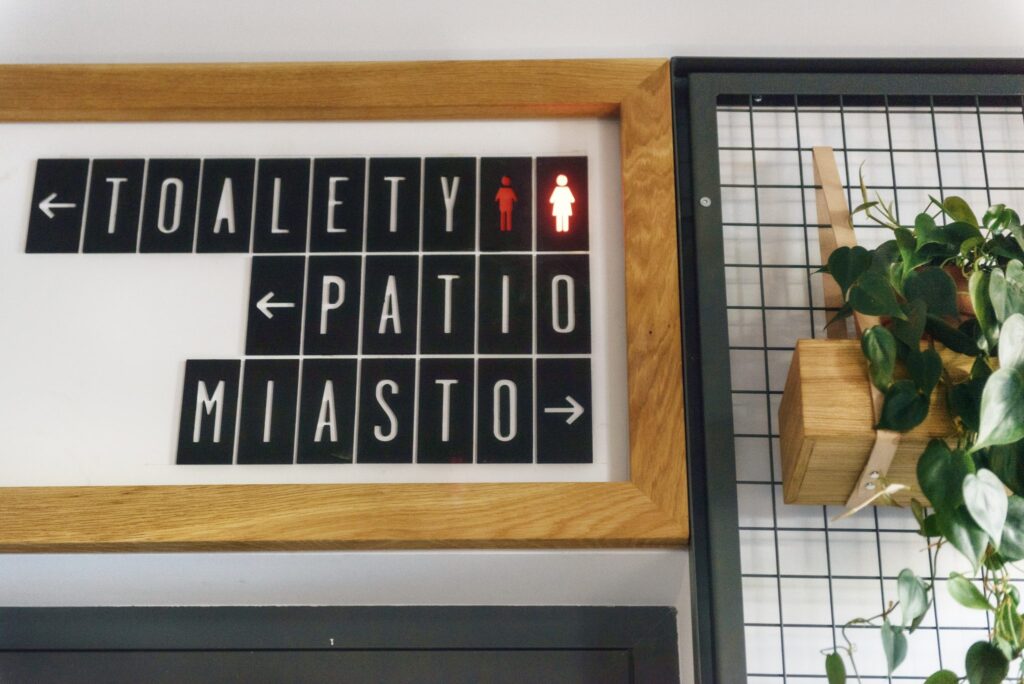 ← TOALETY
← PATIO
MIASTO →